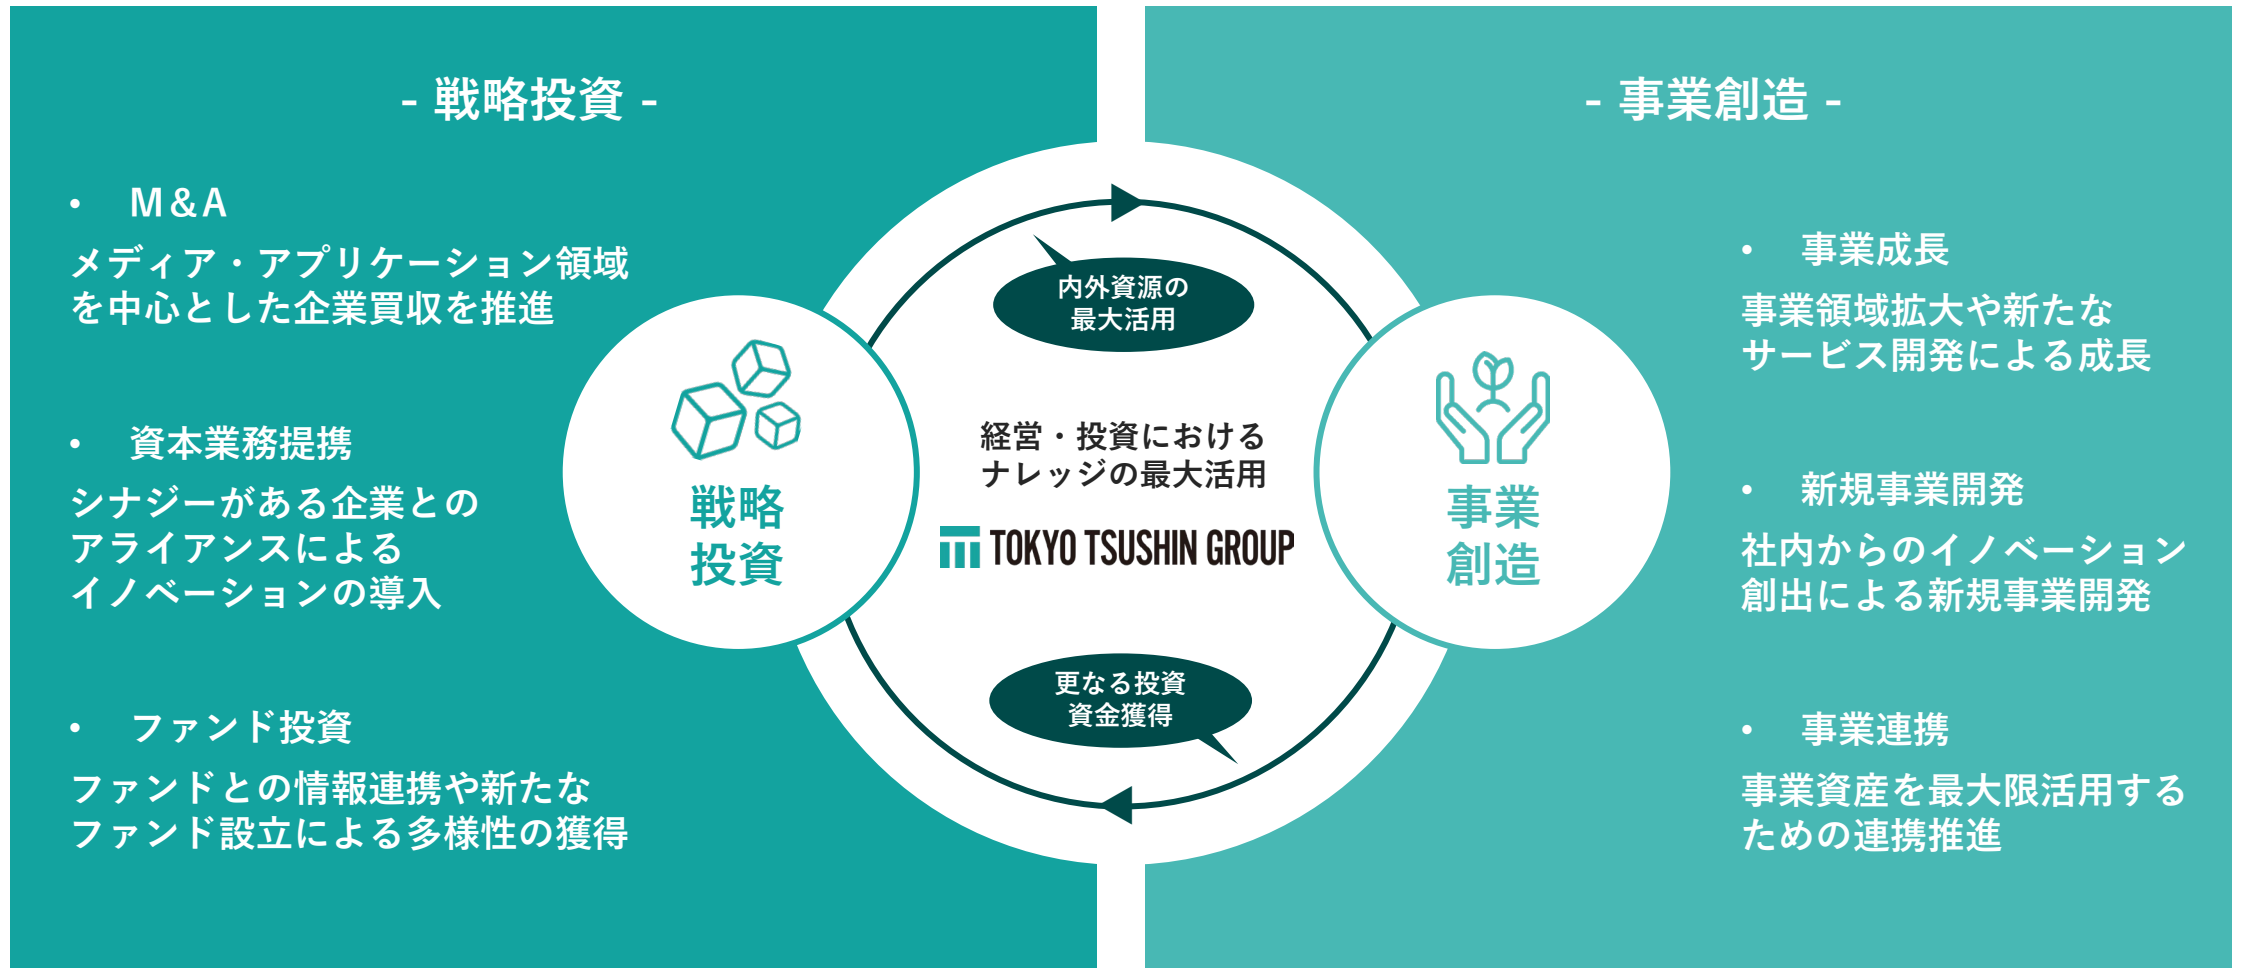 - 戦略投資 -
• M&A
メディア・アプリケーション領域
を中心とした企業買収を推進
• 資本業務提携
シナジーがある企業との
アライアンスによる
イノベーションの導入
• ファンド投資
ファンドとの情報連携や新たな
ファンド設立による多様性の獲得
戦略
投資
内外資源の
最大活用
経営・投資における
ナレッジの最大活用
TOKYO TSUSHIN GROUP
更なる投資
資金獲得
事業
創造
- 事業創造 -
• 事業成長
事業領域拡大や新たな
サービス開発による成長
• 新規事業開発
社内からのイノベーション
創出による新規事業開発
• 事業連携
事業資産を最大限活用する
ための連携推進